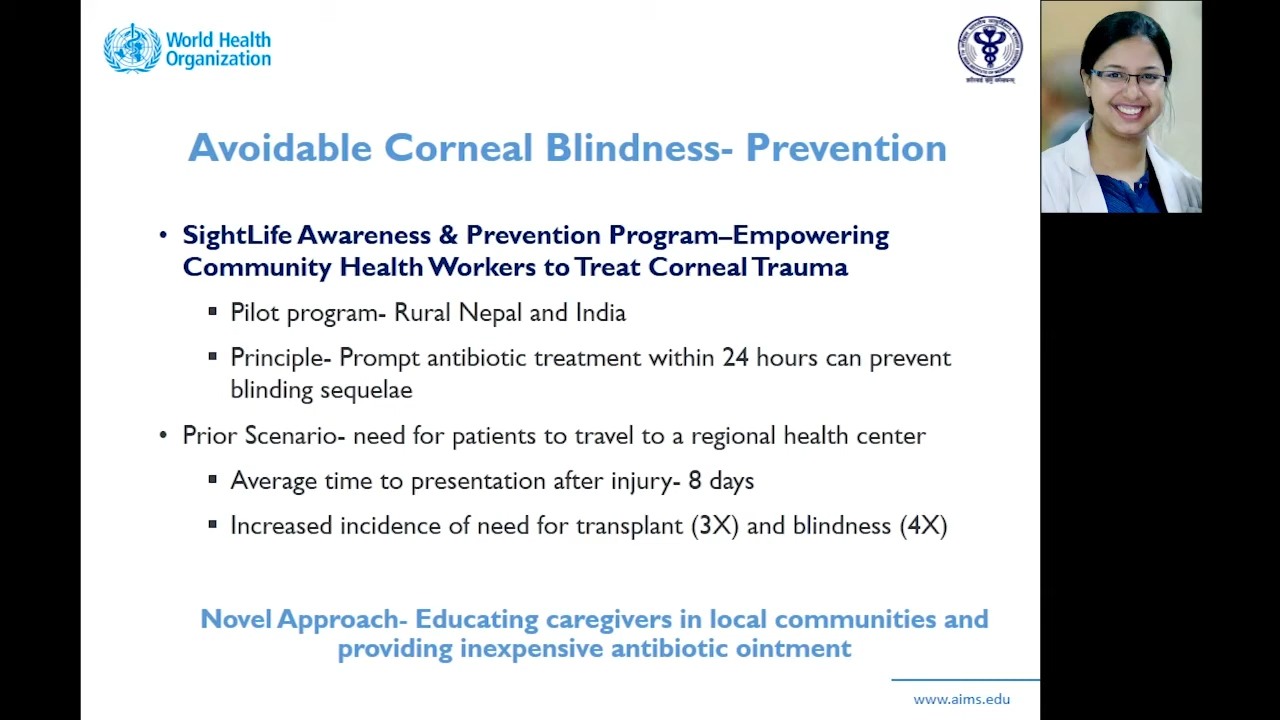 World Health
Organization
Avoidable Corneal Blindness- Prevention
• SightLife Awareness & Prevention Program–Empowering
Community Health Workers to Treat Corneal Trauma
▪ Pilot program- Rural Nepal and India
▪ Principle- Prompt antibiotic treatment within 24 hours can prevent
blinding sequelae
• Prior Scenario- need for patients to travel to a regional health center
▪ Average time to presentation after injury- 8 days
▪ Increased incidence of need for transplant (3X) and blindness (4X)
Novel Approach- Educating caregivers in local communities and
providing inexpensive antibiotic ointment
www.aims.edu